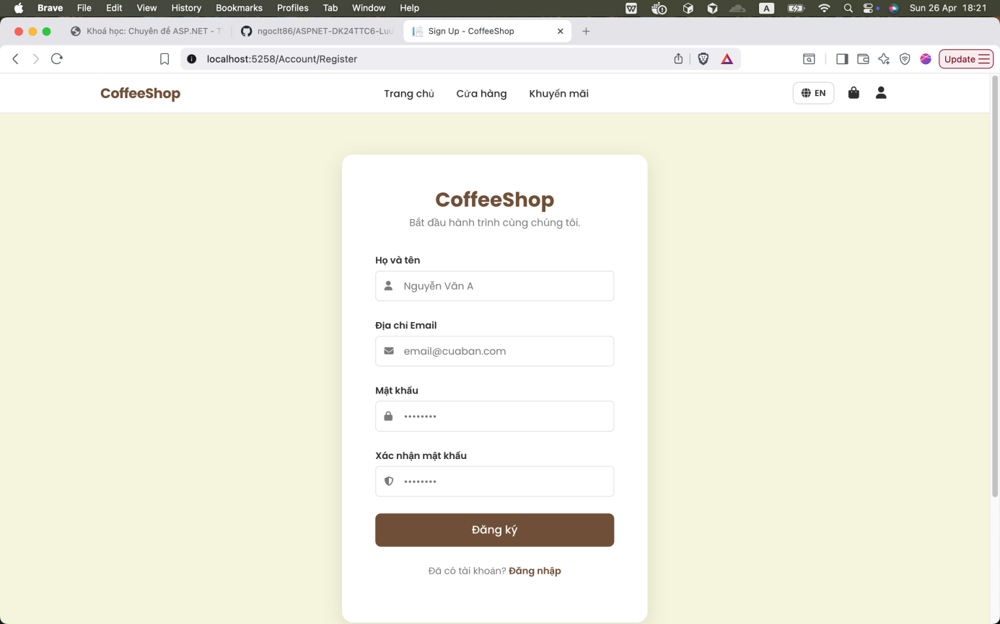 Brave File Edit View History Bookmarks Profiles Tab Window Help A Sun 26 Apr 18:21
Khoá học: Chuyên đề ASP.NET - T
ngoclt86/ASPNET-DK24TTC6-Luu
Sign Up - CoffeeShop
localhost:5258/Account/Register
Update
CoffeeShop
Trang chủ
Cửa hàng
Khuyến mãi
EN
CoffeeShop
Bắt đầu hành trình cùng chúng tôi.
Họ và tên
Nguyễn Văn A
Địa chỉ Email
email@cuaban.com
Mật khẩu
••••••••
Xác nhận mật khẩu
••••••••
Đăng ký
Đã có tài khoản? Đăng nhập